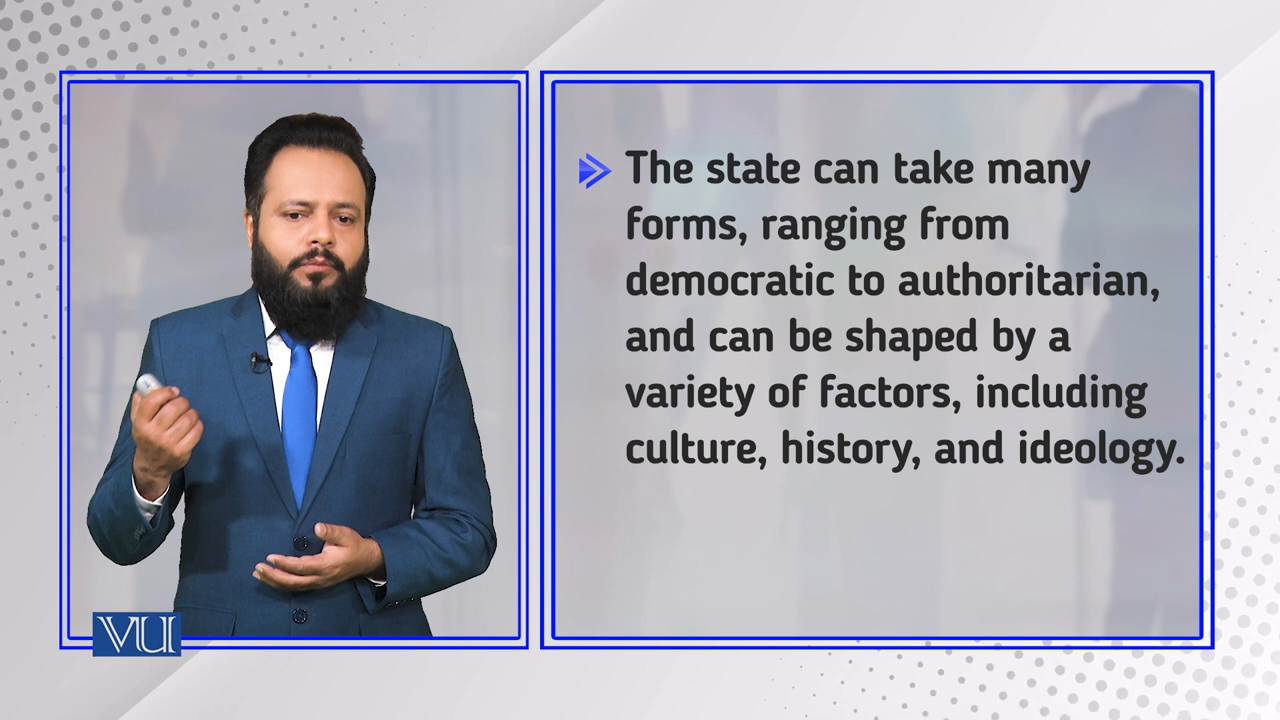 The state can take many
forms, ranging from
democratic to authoritarian,
and can be shaped by a
variety of factors, including
culture, history, and ideology.
VU